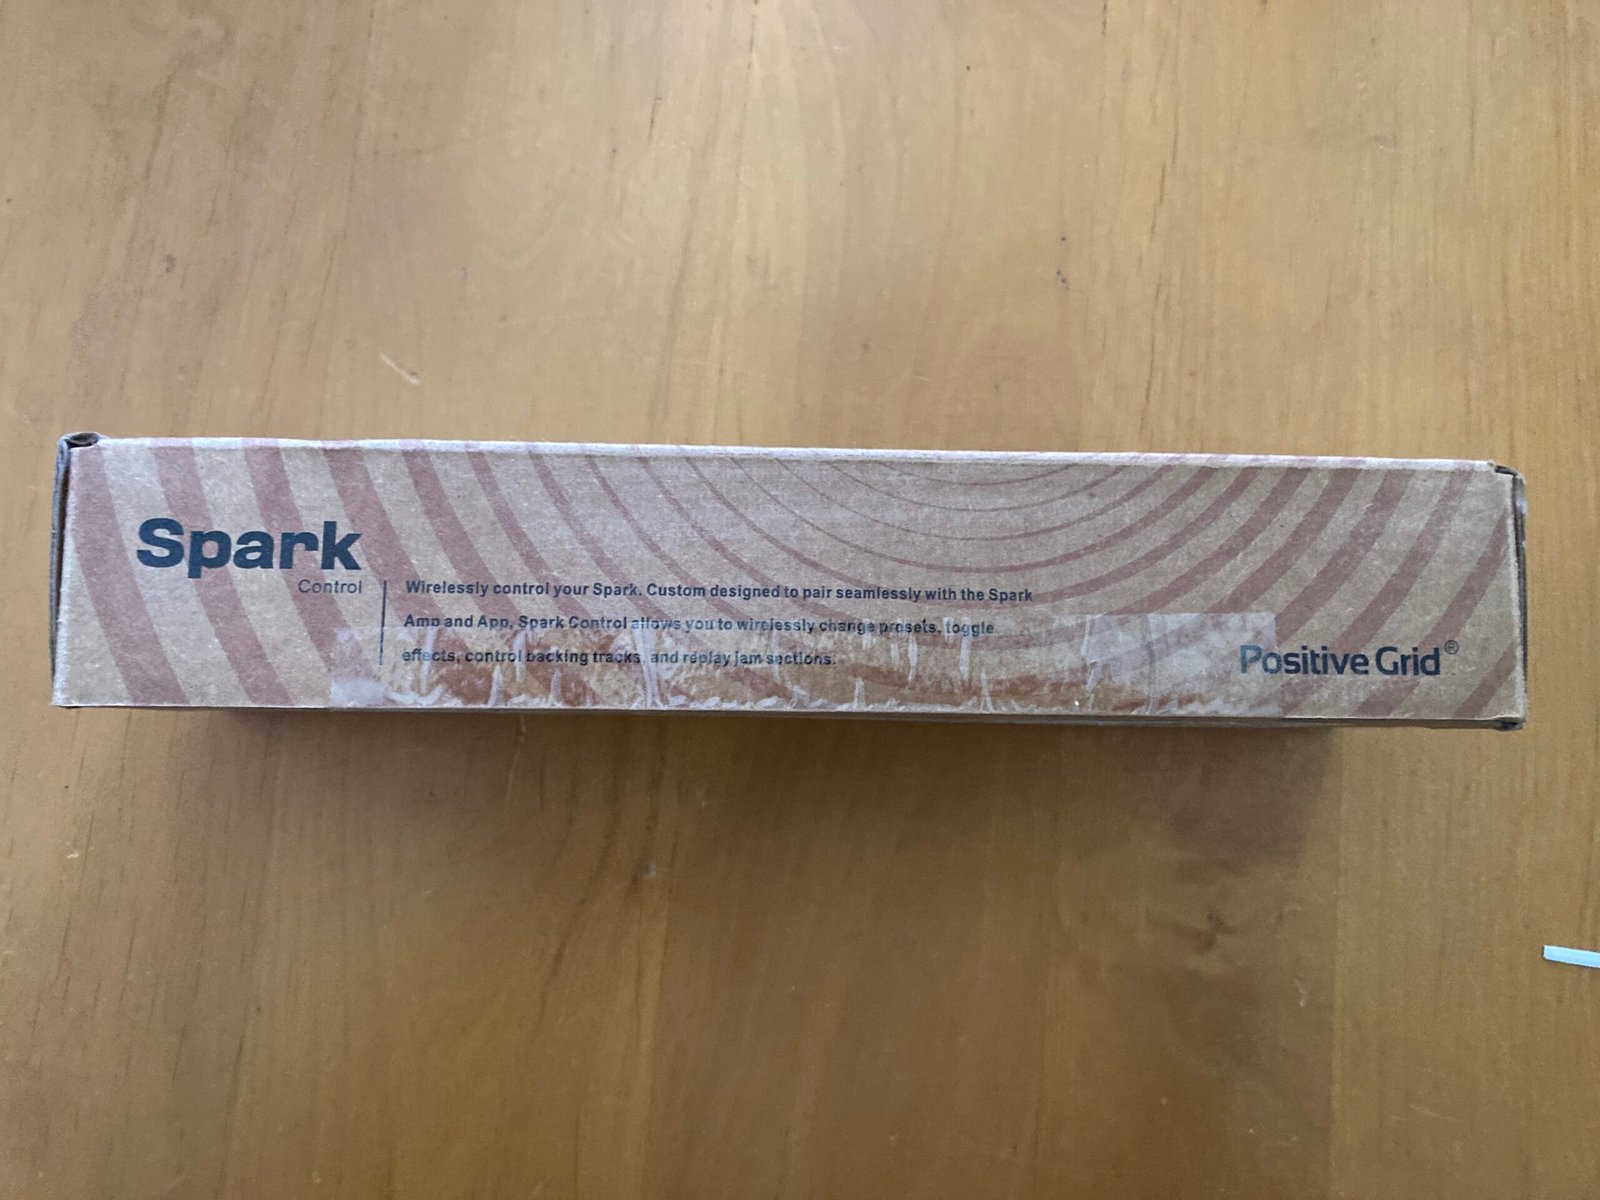 Spark
Control
Wirelessly control your Spark. Custom designed to pair seamlessly with the Spark
Amp and App, Spark Control allows you to wirelessly change presets, toggle
effects, control backing tracks, and replay jam sections.
Positive Grid®